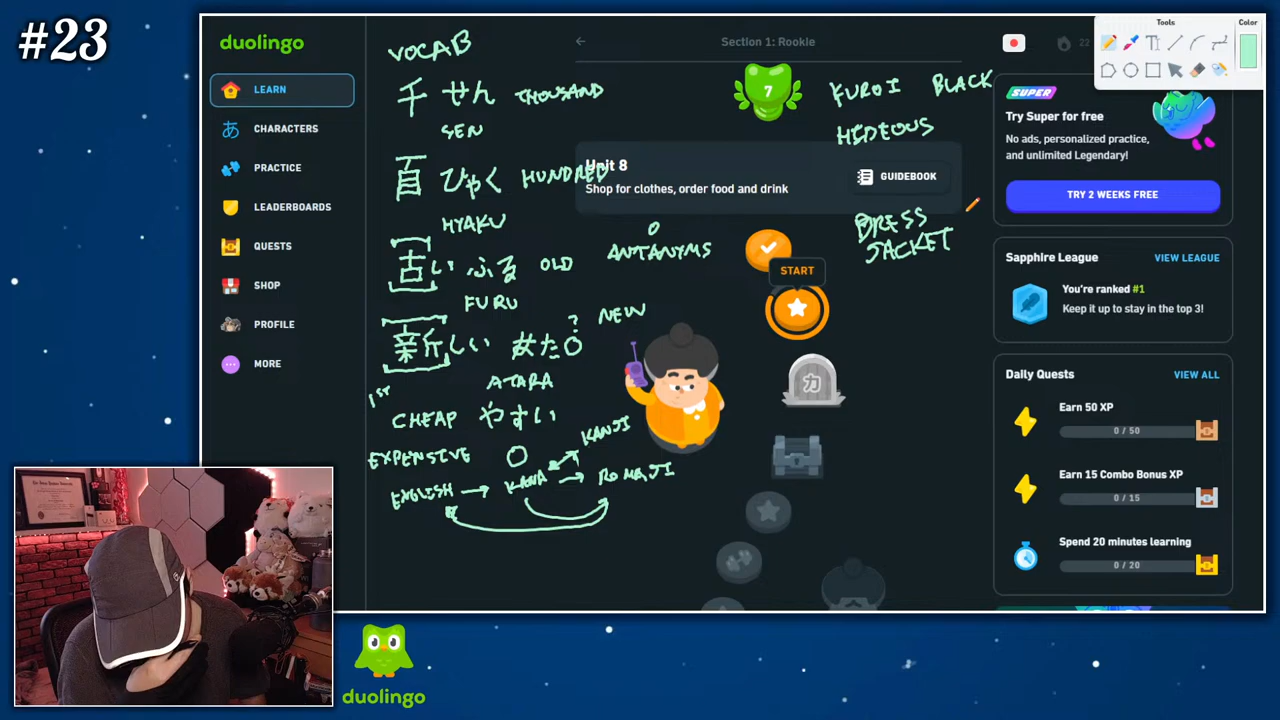 #23
duolingo
LEARN
CHARACTERS
PRACTICE
LEADERBOARDS
QUESTS
SHOP
PROFILE
MORE
VOCAB
千 せん THOUSAND
SEN
百 ひゃく HUNDRED
HYAKU
古い ふる OLD
FURU
ANTANYMS
新しい あた ? NEW
ATARA
1ST
CHEAP やすい
EXPENSIVE
KANJI
ENGLISH → KANA → ROMAJI
Section 1: Rookie
7
Unit 8
Shop for clothes, order food and drink
GUIDEBOOK
START
力
KUROI BLACK
HIDEOUS
DRESS
JACKET
22
Tools
Color
SUPER
Try Super for free
No ads, personalized practice,
and unlimited Legendary!
TRY 2 WEEKS FREE
Sapphire League
VIEW LEAGUE
You're ranked #1
Keep it up to stay in the top 3!
Daily Quests
VIEW ALL
Earn 50 XP
0 / 50
Earn 15 Combo Bonus XP
0 / 15
Spend 20 minutes learning
0 / 20
duolingo